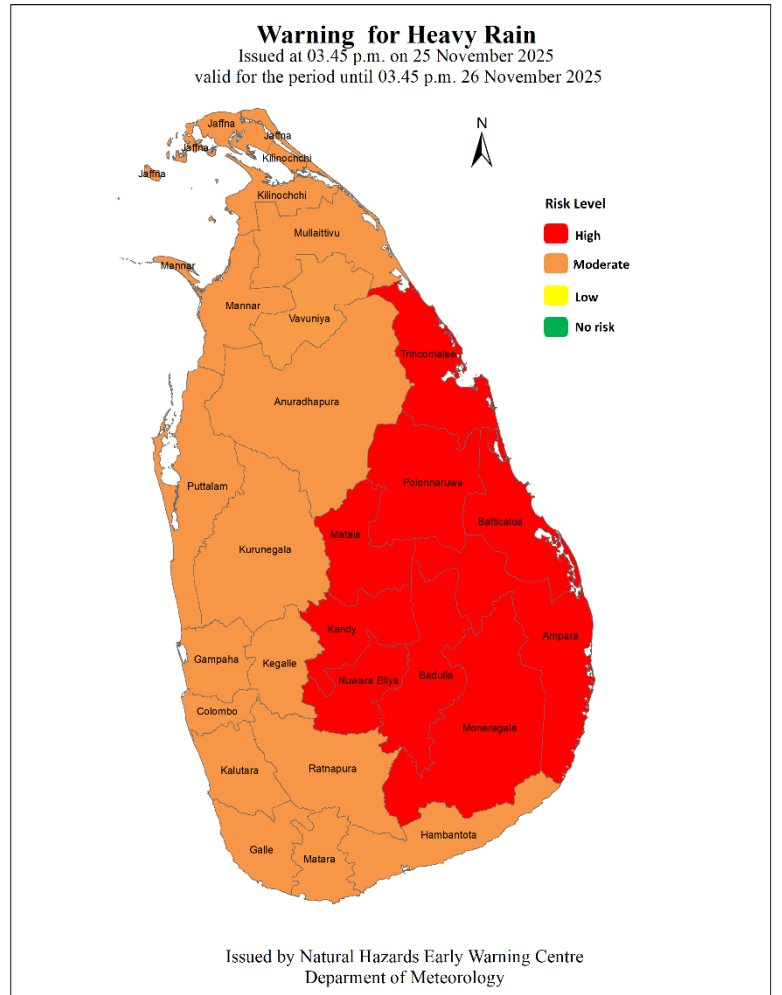 Warning for Heavy Rain
Issued at 03.45 p.m. on 25 November 2025
valid for the period until 03.45 p.m. 26 November 2025
N
Jaffna
Jaffna
Jaffna
Kilinochchi
Jaffna
Kilinochchi
Risk Level
High
Mullaittivu
Moderate
Mannar
Low
Mannar
Vavuniya
No risk
Trincomalee
Anuradhapura
Polonnaruwa
Puttalam
Batticaloa
Matale
Kurunegala
Kandy
Ampara
Gampaha
Kegalle
Nuwara Eliya
Badulla
Colombo
Moneragala
Ratnapura
Kalutara
Hambantota
Galle
Matara
Issued by Natural Hazards Early Warning Centre
Deparment of Meteorology